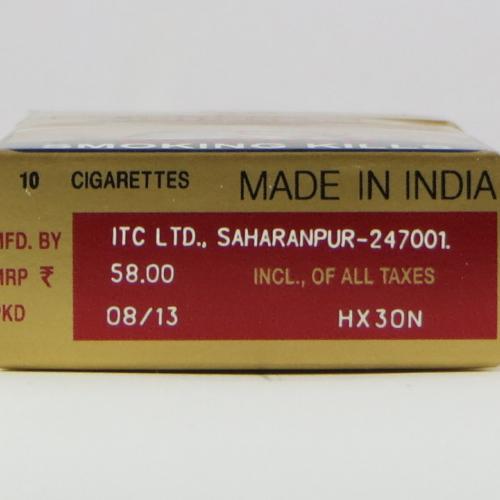 SMOKING KILLS
10 CIGARETTES MADE IN INDIA
MFD. BY ITC LTD., SAHARANPUR-247001.
MRP ₹ 58.00 INCL., OF ALL TAXES
PKD 08/13 HX30N